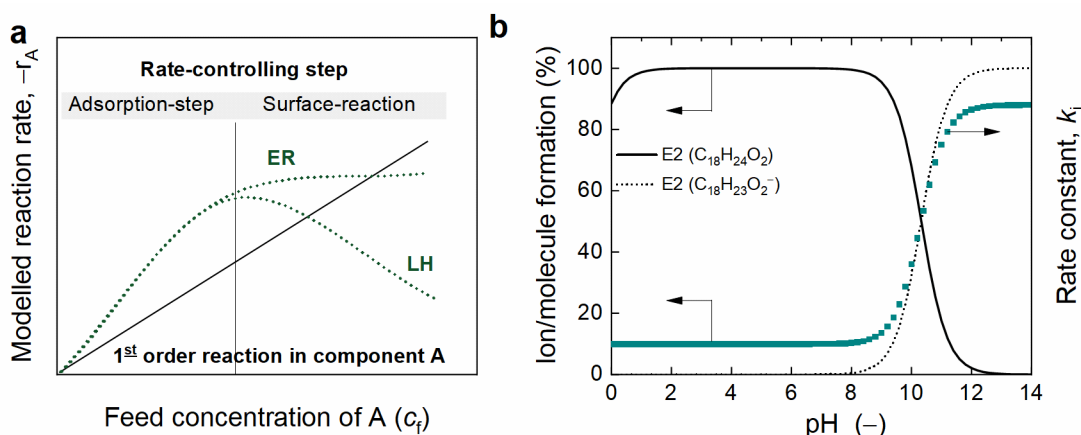 a
Rate-controlling step
Adsorption-step
Surface-reaction
ER
LH
1st order reaction in component A
Modelled reaction rate, −rA
Feed concentration of A (cf)
b
100
80
60
40
20
0
E2 (C18H24O2)
E2 (C18H23O2−)
0 2 4 6 8 10 12 14
Ion/molecule formation (%)
Rate constant, ki
pH (−)